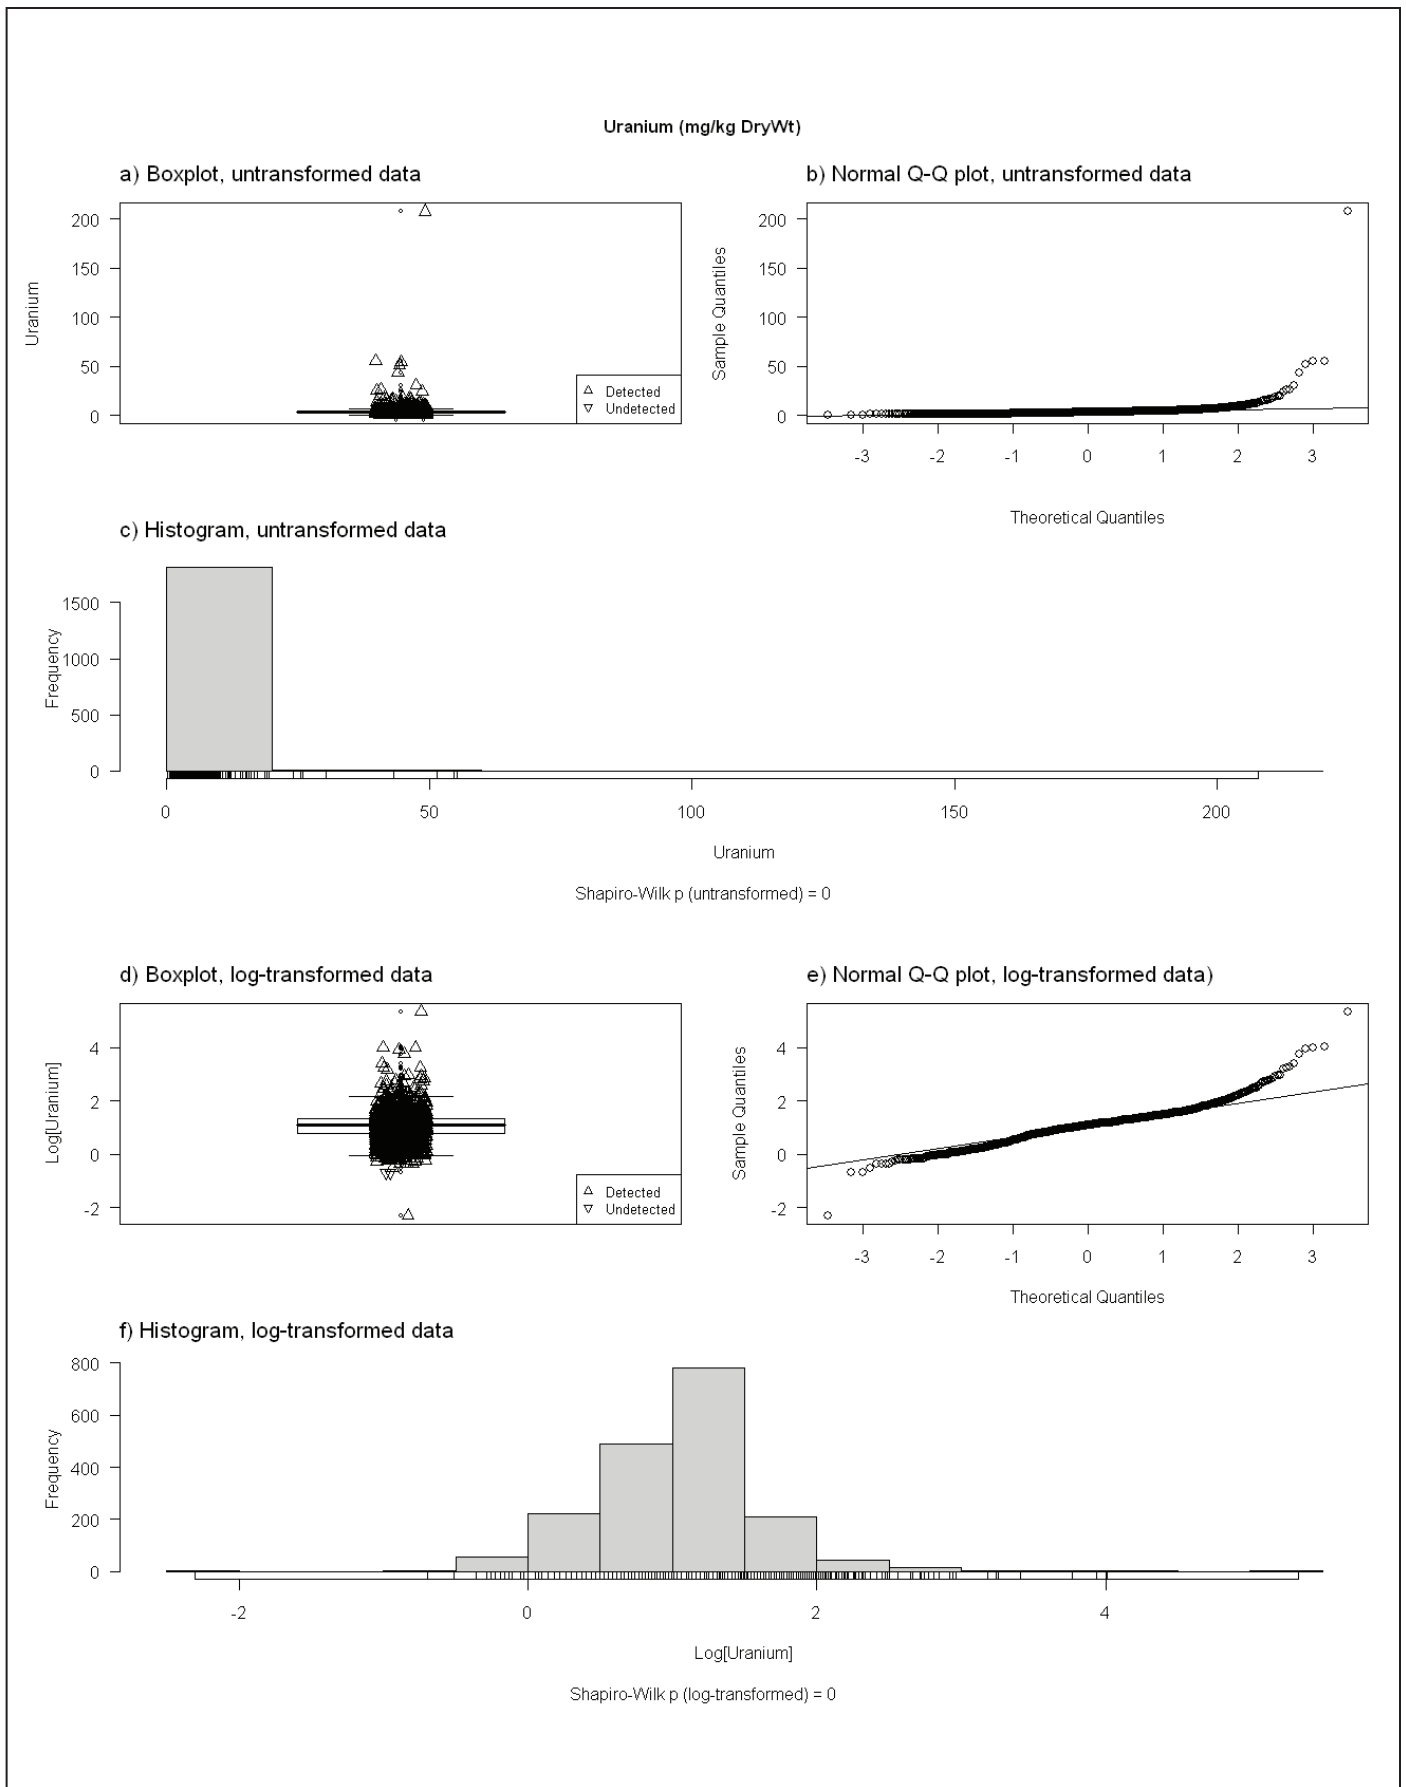 Uranium (mg/kg DryWt)
a) Boxplot, untransformed data
Uranium
200
150
100
50
0
Detected
Undetected
b) Normal Q-Q plot, untransformed data
Sample Quantiles
200
150
100
50
0
-3 -2 -1 0 1 2 3
Theoretical Quantiles
c) Histogram, untransformed data
Frequency
1500
1000
500
0
0 50 100 150 200
Uranium
Shapiro-Wilk p (untransformed) = 0
d) Boxplot, log-transformed data
Log[Uranium]
4
2
0
-2
Detected
Undetected
e) Normal Q-Q plot, log-transformed data)
Sample Quantiles
4
2
0
-2
-3 -2 -1 0 1 2 3
Theoretical Quantiles
f) Histogram, log-transformed data
Frequency
800
600
400
200
0
-2 0 2 4
Log[Uranium]
Shapiro-Wilk p (log-transformed) = 0